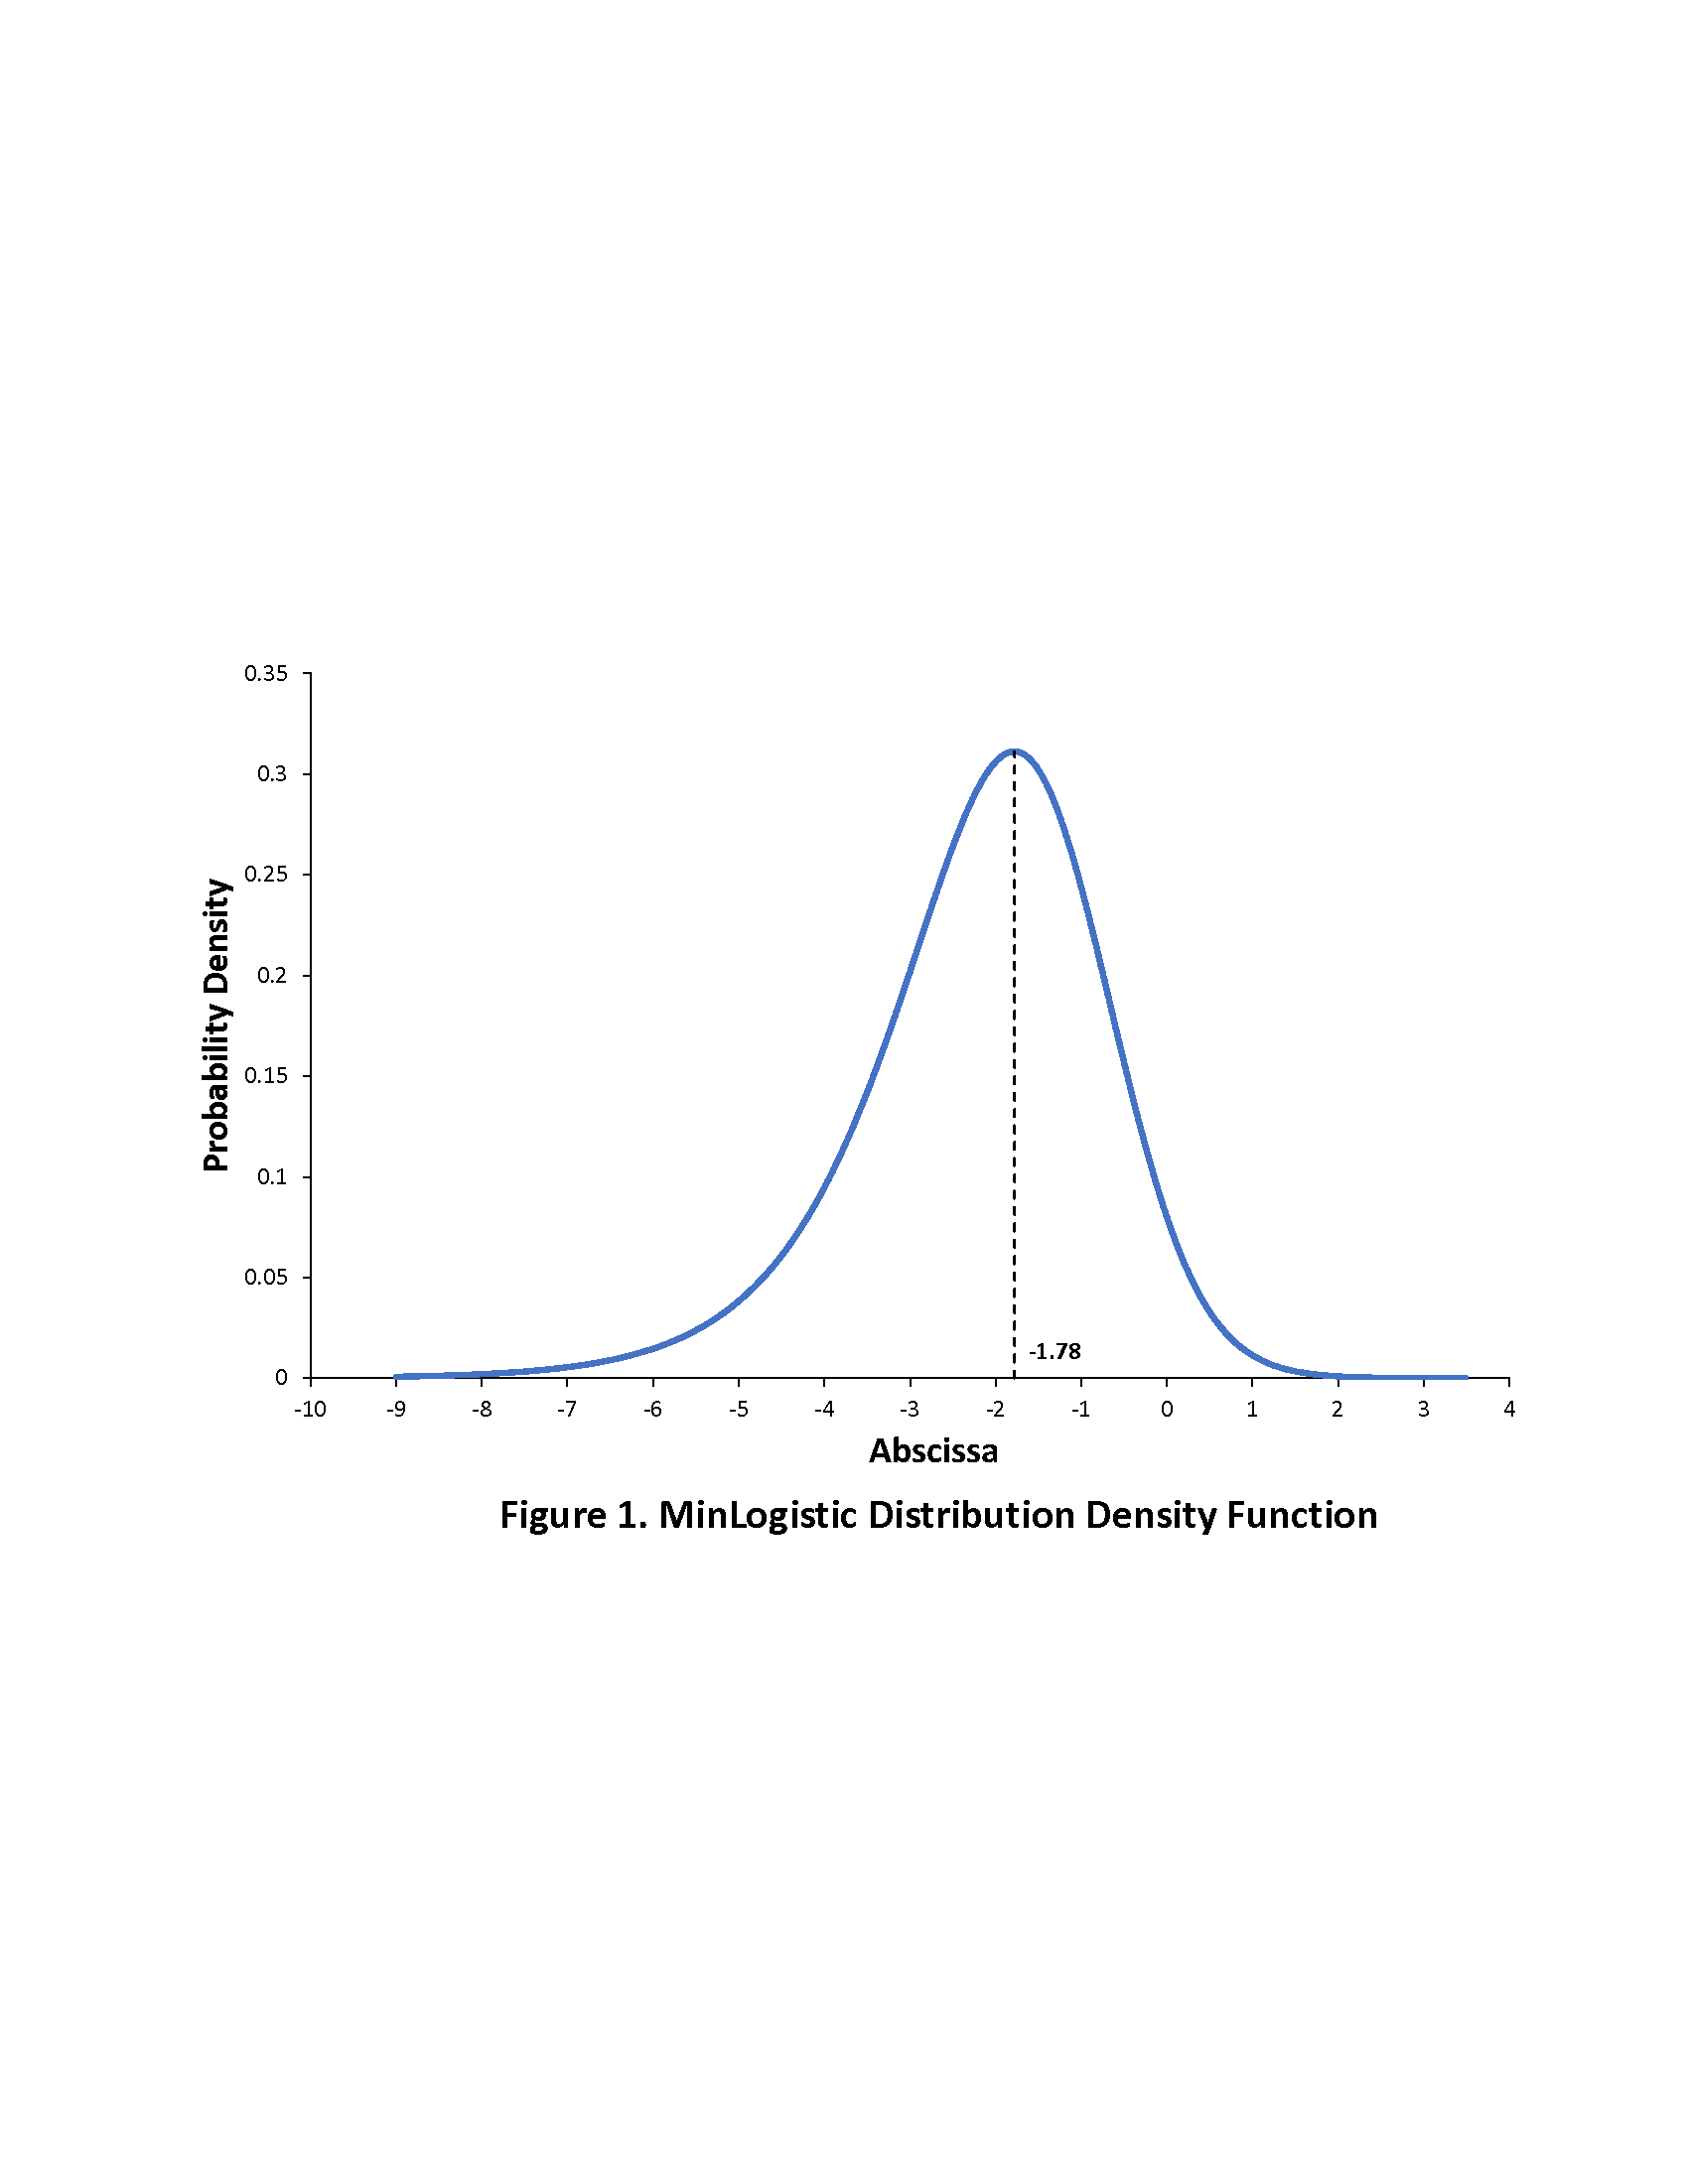 0.35
0.3
0.25
0.2
0.15
0.1
0.05
0
Probability Density
-1.78
-10 -9 -8 -7 -6 -5 -4 -3 -2 -1 0 1 2 3 4
Abscissa
Figure 1. MinLogistic Distribution Density Function